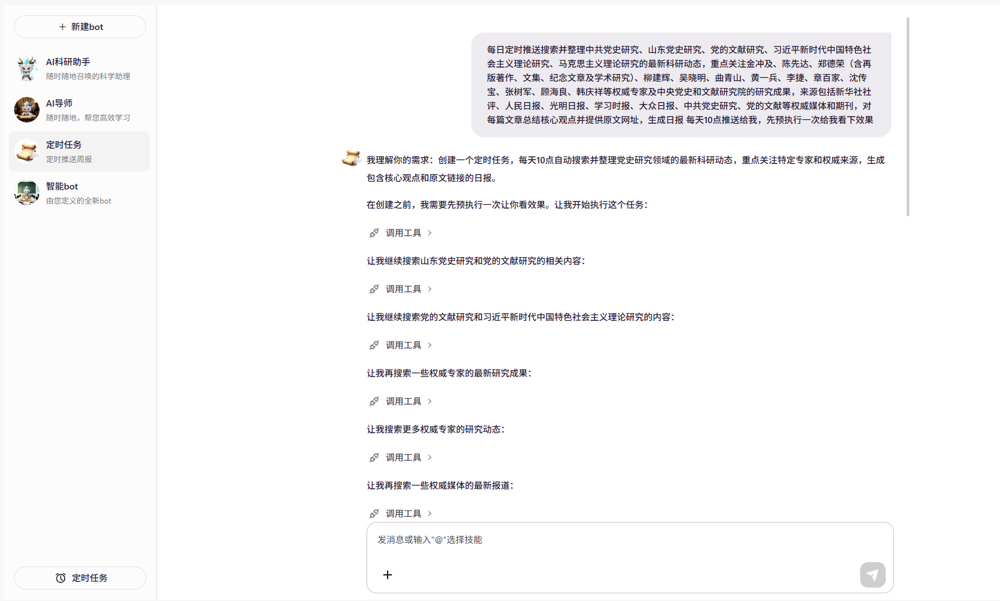 新建bot
AI科研助手
随时随地召唤的科学助理
AI导师
随时随地，帮您高效学习
定时任务
定时推送周报
智能bot
由您定义的全新bot
定时任务
每日定时推送搜索并整理中共党史研究、山东党史研究、党的文献研究、习近平新时代中国特色社
会主义理论研究、马克思主义理论研究的最新科研动态，重点关注金冲及、陈先达、郑德荣（含再
版著作、文集、纪念文章及学术研究）、柳建辉、吴晓明、曲青山、黄一兵、李捷、章百家、沈传
宝、张树军、顾海良、韩庆祥等权威专家及中央党史和文献研究院的研究成果，来源包括新华社社
评、人民日报、光明日报、学习时报、大众日报、中共党史研究、党的文献等权威媒体和期刊，对
每篇文章总结核心观点并提供原文网址，生成日报 每天10点推送给我，先预执行一次给我看下效果
我理解你的需求：创建一个定时任务，每天10点自动搜索并整理党史研究领域的最新科研动态，重点关注特定专家和权威来源，生成
包含核心观点和原文链接的日报。
在创建之前，我需要先预执行一次让你看效果。让我开始执行这个任务：
调用工具
让我继续搜索山东党史研究和党的文献研究的相关内容：
调用工具
让我继续搜索党的文献研究和习近平新时代中国特色社会主义理论研究的内容：
调用工具
让我再搜索一些权威专家的最新研究成果：
调用工具
让我搜索更多权威专家的研究动态：
调用工具
让我再搜索一些权威媒体的最新报道：
调用工具
发消息或输入"@"选择技能